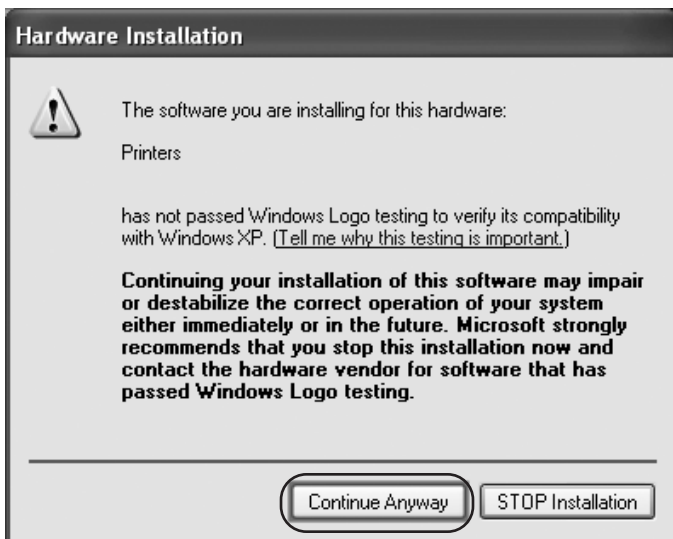 Hardware Installation
The software you are installing for this hardware:
Printers
has not passed Windows Logo testing to verify its compatibility
with Windows XP. (Tell me why this testing is important.)
Continuing your installation of this software may impair
or destabilize the correct operation of your system
either immediately or in the future. Microsoft strongly
recommends that you stop this installation now and
contact the hardware vendor for software that has
passed Windows Logo testing.
Continue Anyway
STOP Installation